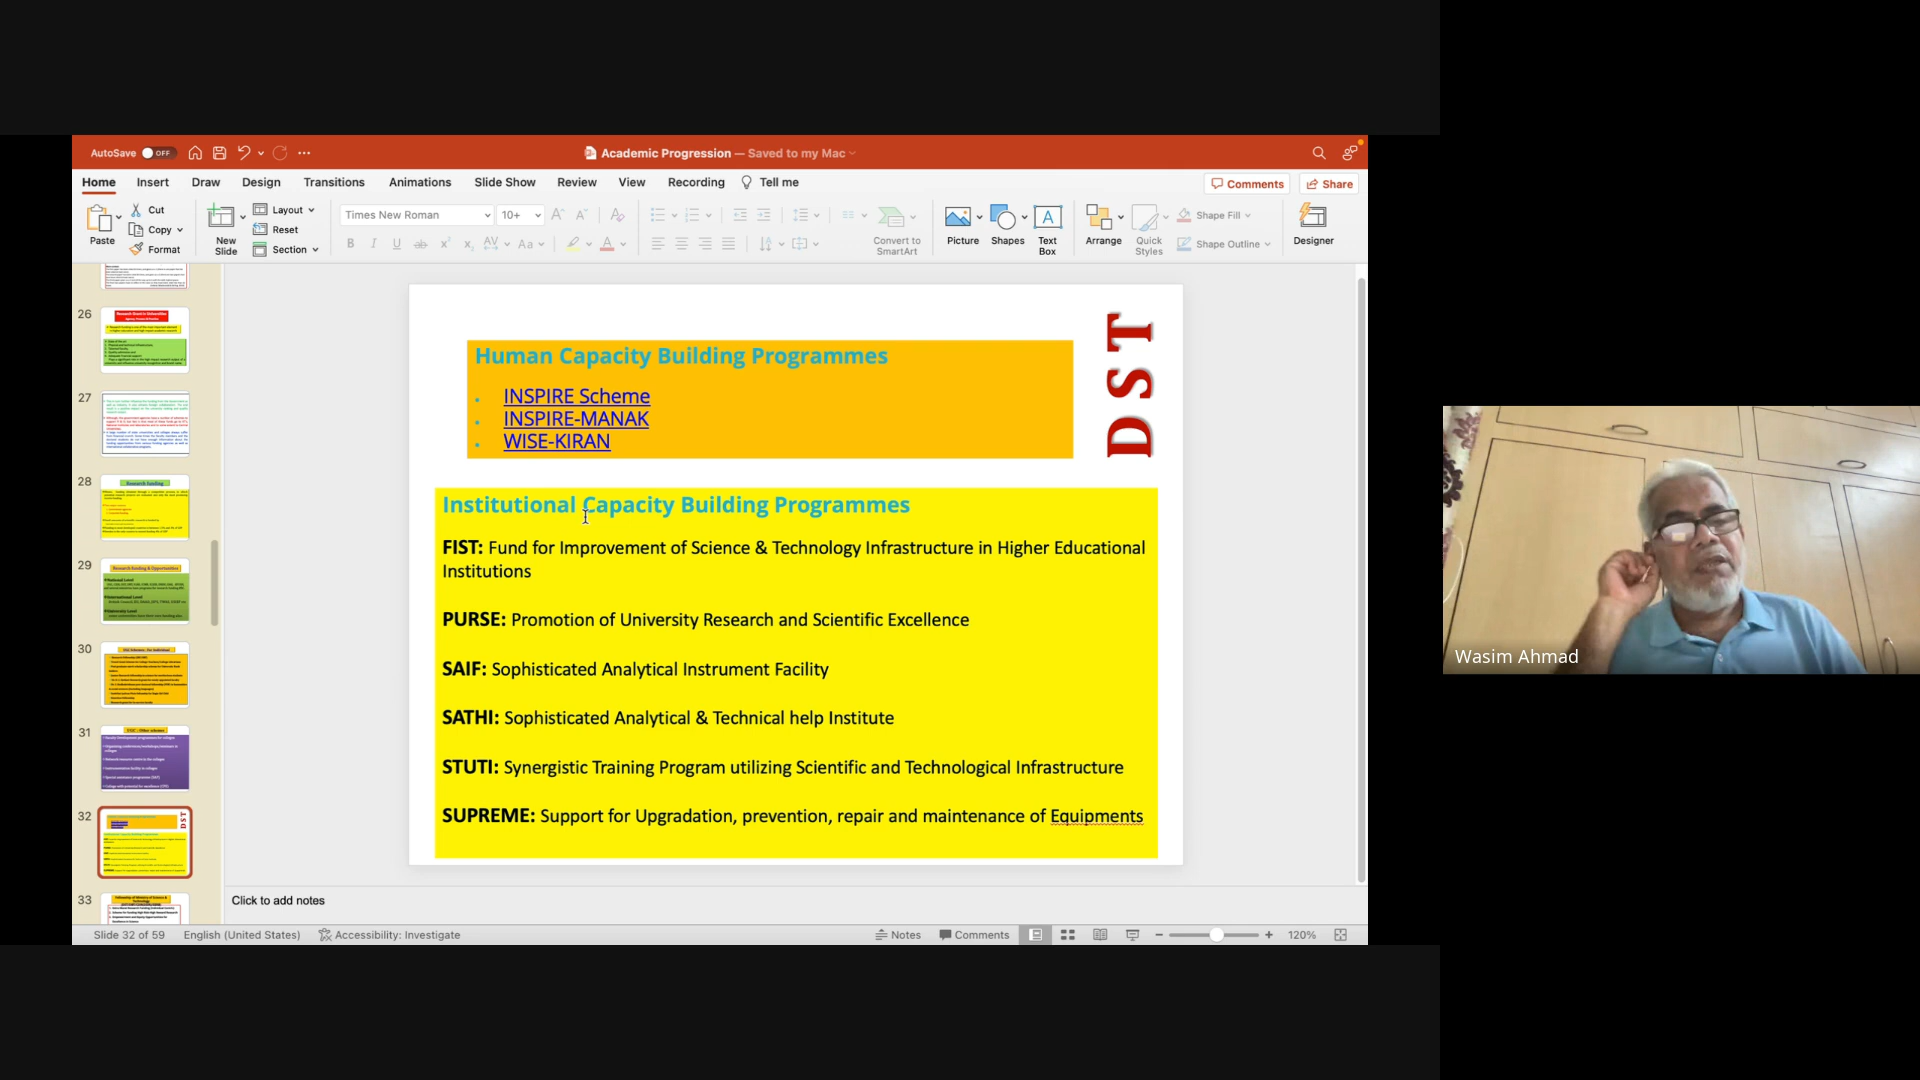 AutoSave OFF
Academic Progression — Saved to my Mac
Home Insert Draw Design Transitions Animations Slide Show Review View Recording Tell me
Comments Share
Paste
Cut
Copy
Format
New Slide
Layout
Reset
Section
Times New Roman 10+
Convert to SmartArt
Picture
Shapes
Text Box
Arrange
Quick Styles
Shape Fill
Shape Outline
Designer
26
27
28
29
30
31
32
33
Human Capacity Building Programmes
INSPIRE Scheme
INSPIRE-MANAK
WISE-KIRAN
DST
Institutional Capacity Building Programmes
FIST: Fund for Improvement of Science & Technology Infrastructure in Higher Educational
Institutions
PURSE: Promotion of University Research and Scientific Excellence
SAIF: Sophisticated Analytical Instrument Facility
SATHI: Sophisticated Analytical & Technical help Institute
STUTI: Synergistic Training Program utilizing Scientific and Technological Infrastructure
SUPREME: Support for Upgradation, prevention, repair and maintenance of Equipments
Click to add notes
Slide 32 of 59 English (United States) Accessibility: Investigate
Notes Comments 120%
Wasim Ahmad